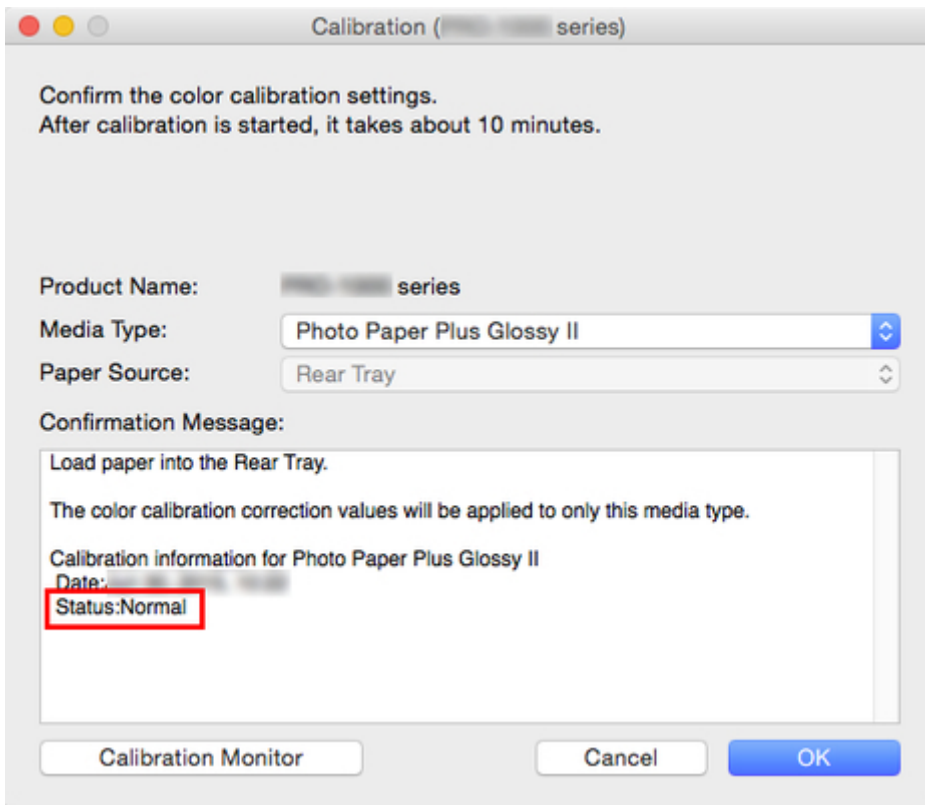 Calibration ( series)
Confirm the color calibration settings.
After calibration is started, it takes about 10 minutes.
Product Name: series
Media Type: Photo Paper Plus Glossy II
Paper Source: Rear Tray
Confirmation Message:
Load paper into the Rear Tray.
The color calibration correction values will be applied to only this media type.
Calibration information for Photo Paper Plus Glossy II
Date:
Status:Normal
Calibration Monitor Cancel OK